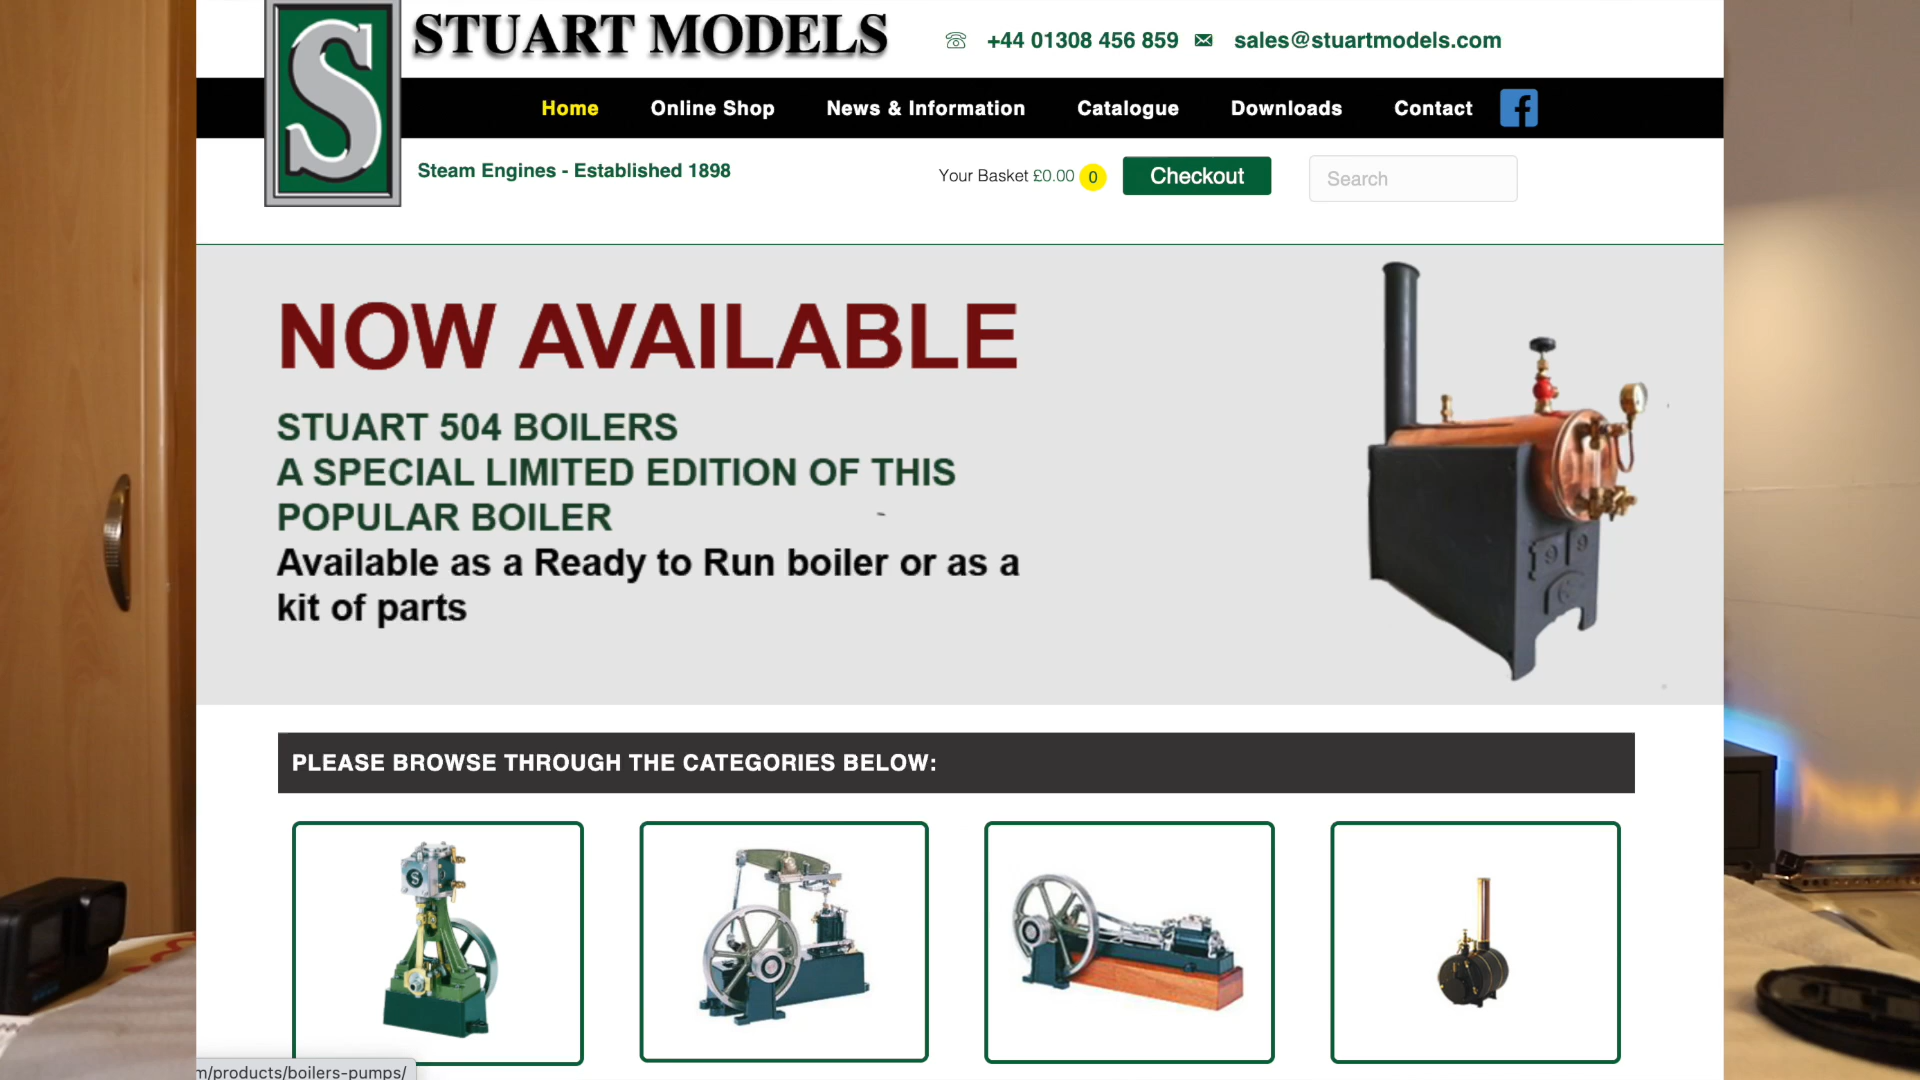 S
STUART MODELS
+44 01308 456 859
sales@stuartmodels.com
Home
Online Shop
News & Information
Catalogue
Downloads
Contact
Steam Engines - Established 1898
Your Basket £0.00 0
Checkout
Search
NOW AVAILABLE
STUART 504 BOILERS
A SPECIAL LIMITED EDITION OF THIS
POPULAR BOILER
Available as a Ready to Run boiler or as a
kit of parts
PLEASE BROWSE THROUGH THE CATEGORIES BELOW:
S
m/products/boilers-pumps/